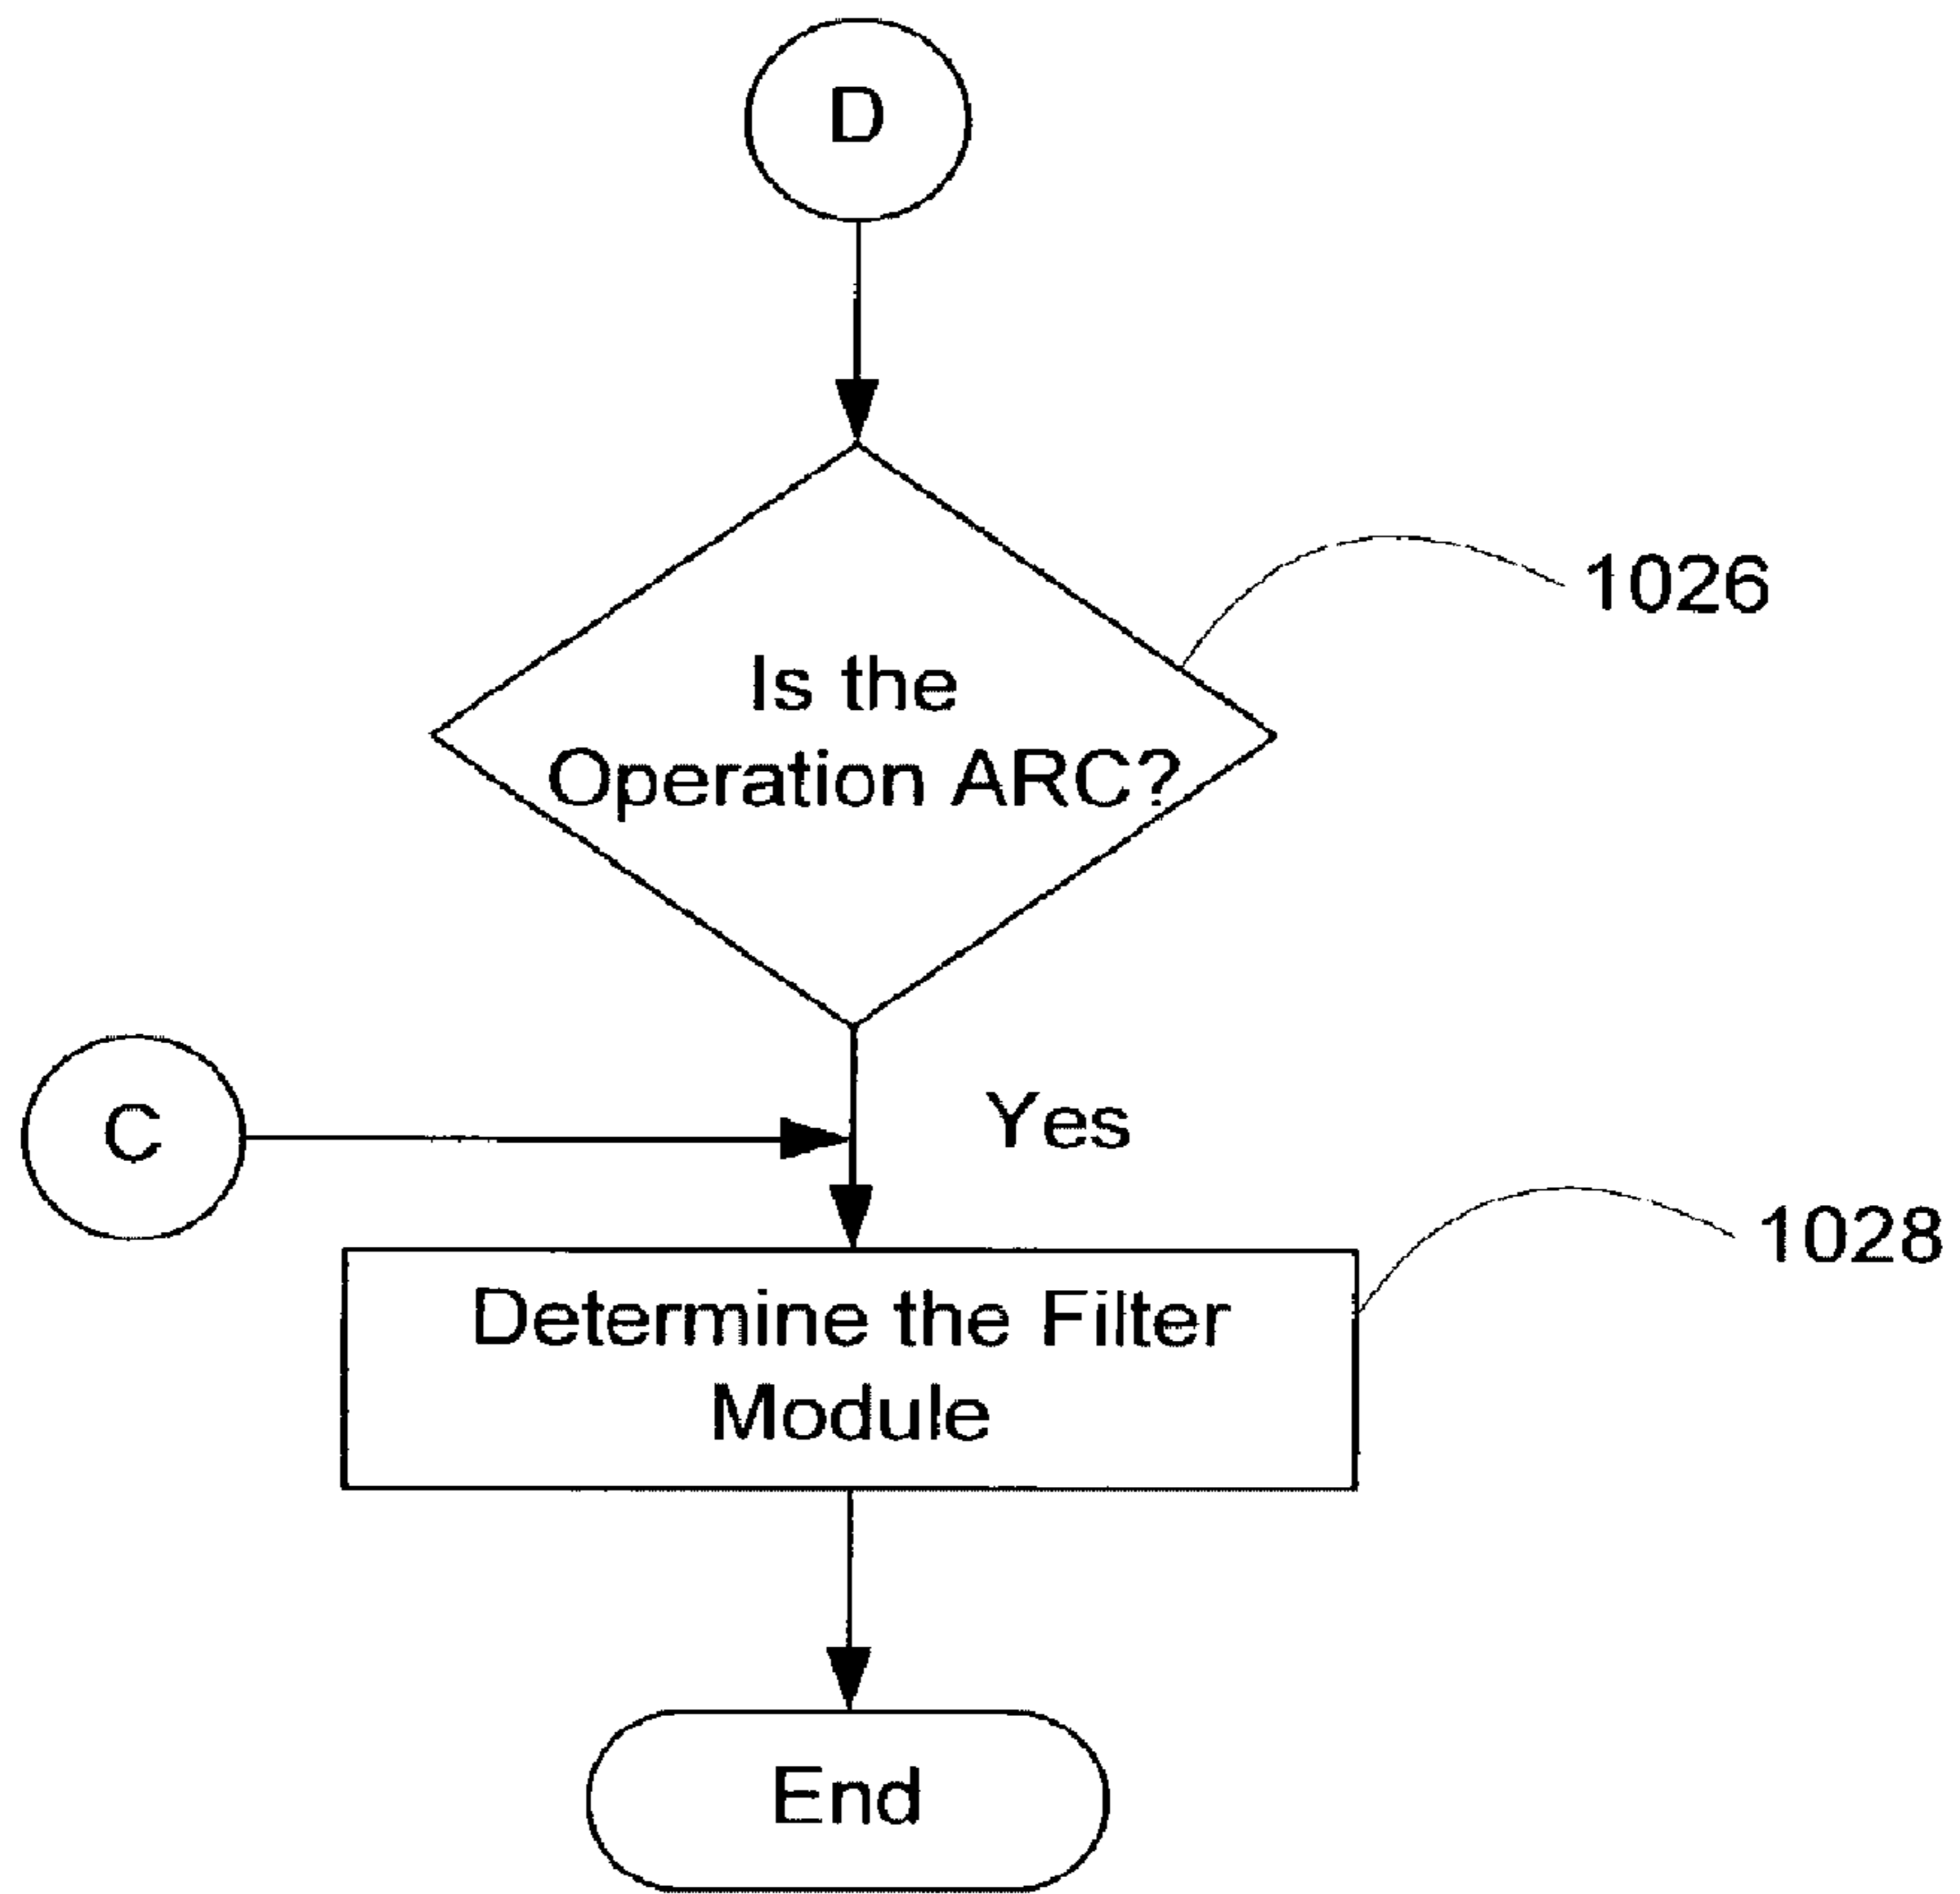 D
Is the
Operation ARC?
1026
C
Yes
1028
Determine the Filter
Module
End